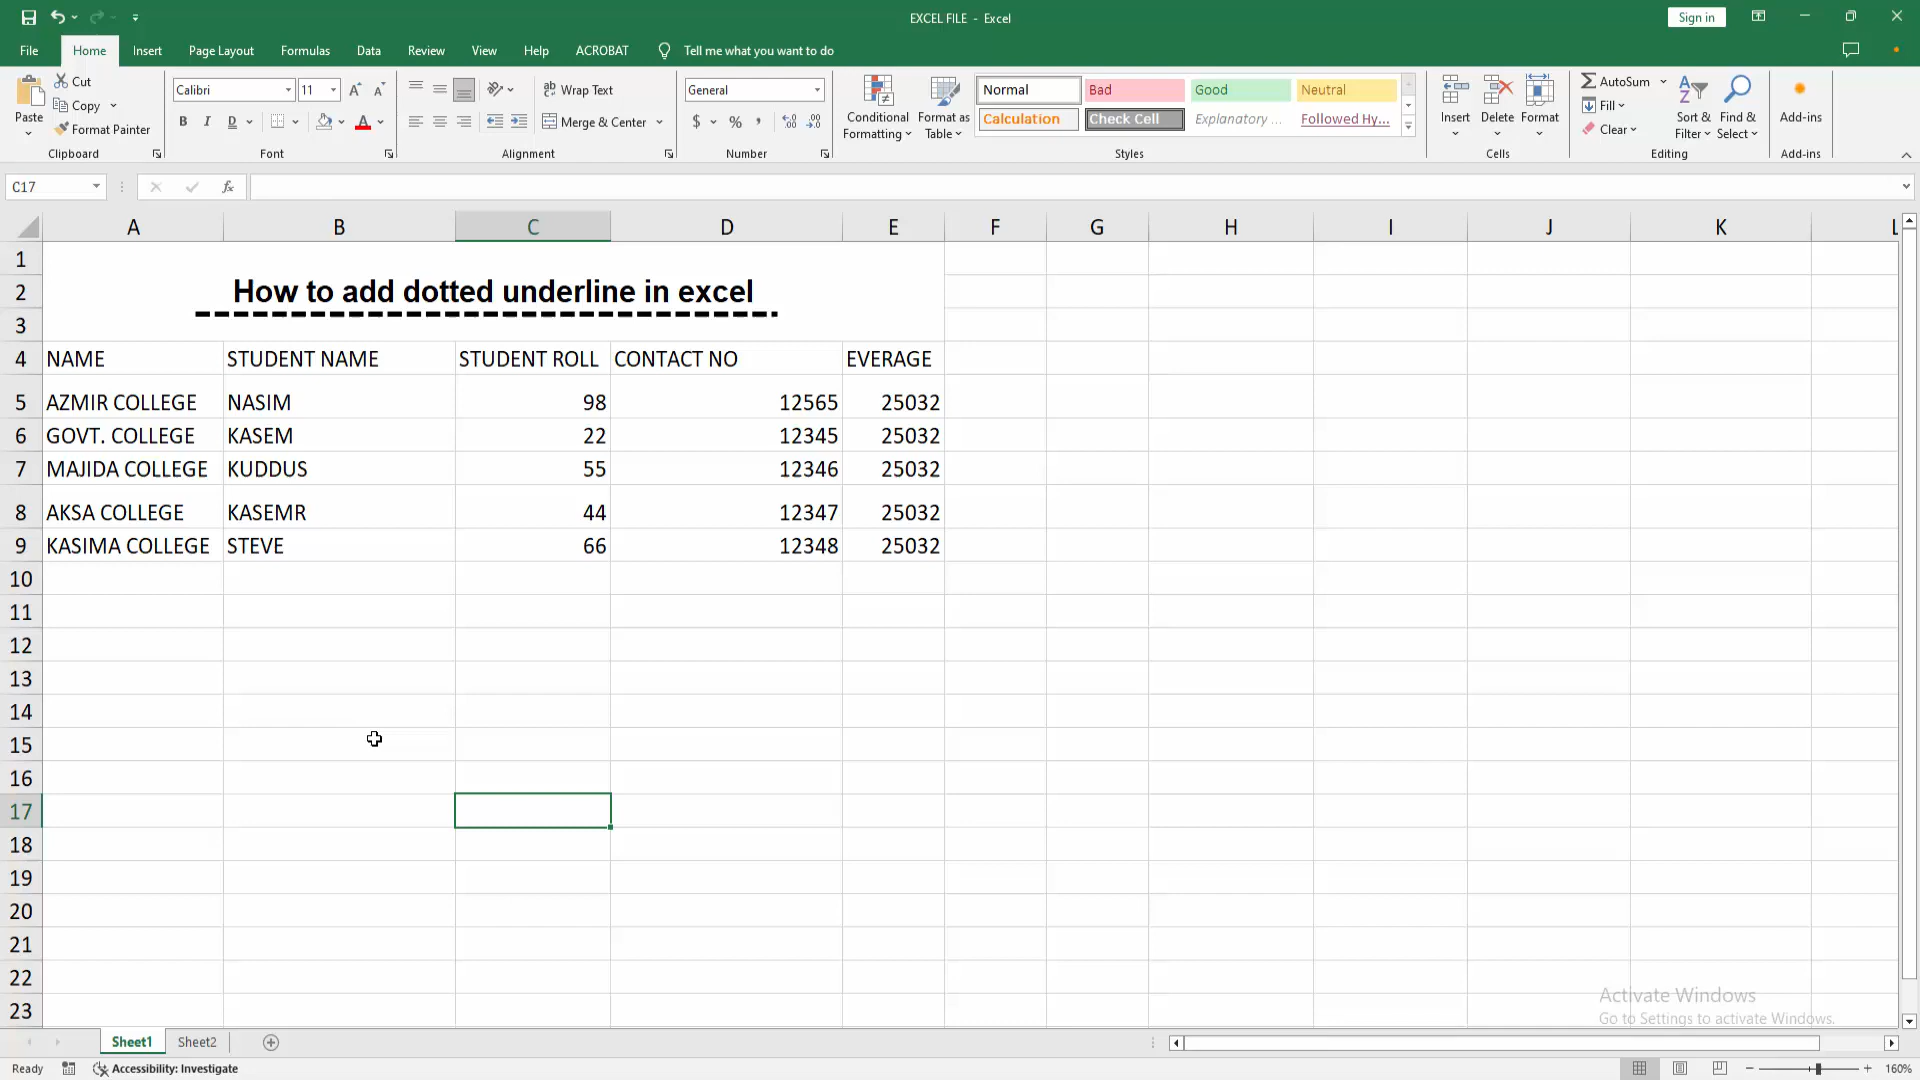 EXCEL FILE - Excel
Sign in
File Home Insert Page Layout Formulas Data Review View Help ACROBAT Tell me what you want to do
Paste
Cut
Copy
Format Painter
Clipboard
Calibri 11
B I D
Font
Wrap Text
Merge & Center
Alignment
General
$ % ,
Number
Conditional Formatting
Format as Table
Normal Bad Good Neutral
Calculation Check Cell Explanatory ... Followed Hy...
Styles
Insert Delete Format
Cells
AutoSum
Fill
Clear
Sort & Filter
Find & Select
Editing
Add-ins
Add-ins
C17 fx
A B C D E F G H I J K L
1
2 How to add dotted underline in excel
3
4 NAME STUDENT NAME STUDENT ROLL CONTACT NO EVERAGE
5 AZMIR COLLEGE NASIM 98 12565 25032
6 GOVT. COLLEGE KASEM 22 12345 25032
7 MAJIDA COLLEGE KUDDUS 55 12346 25032
8 AKSA COLLEGE KASEMR 44 12347 25032
9 KASIMA COLLEGE STEVE 66 12348 25032
10
11
12
13
14
15
16
17
18
19
20
21
22
23
Activate Windows
Go to Settings to activate Windows.
Sheet1 Sheet2
Ready Accessibility: Investigate 160%